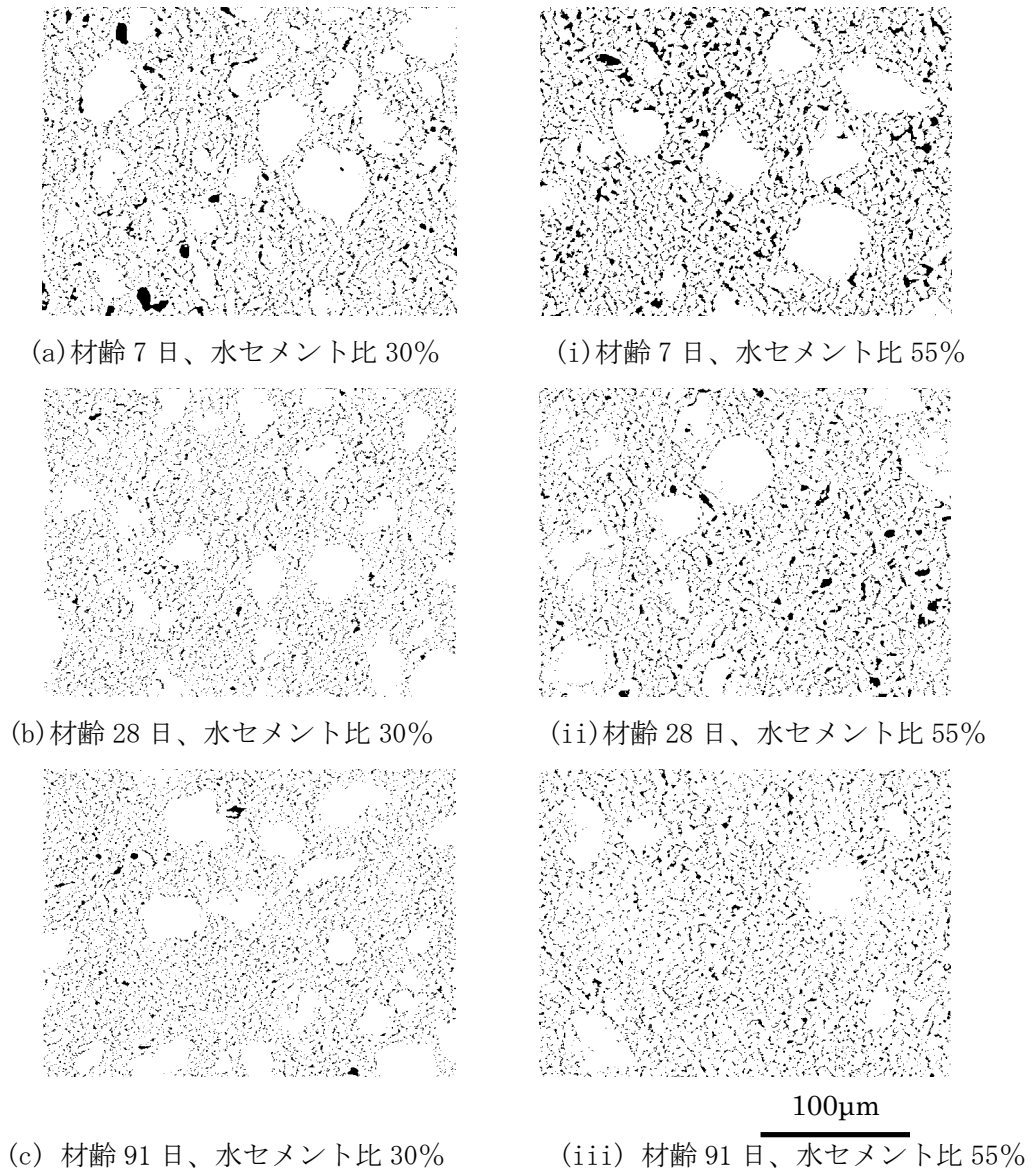 (a)材齢 7 日、水セメント比 30%
(i)材齢 7 日、水セメント比 55%
(b)材齢 28 日、水セメント比 30%
(ii)材齢 28 日、水セメント比 55%
100μm
(c) 材齢 91 日、水セメント比 30%
(iii) 材齢 91 日、水セメント比 55%